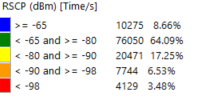 RSCP (dBm) [Time/s]
>= -65 10275 8.66%
< -65 and >= -80 76050 64.09%
< -80 and >= -90 20471 17.25%
< -90 and >= -98 7744 6.53%
< -98 4129 3.48%